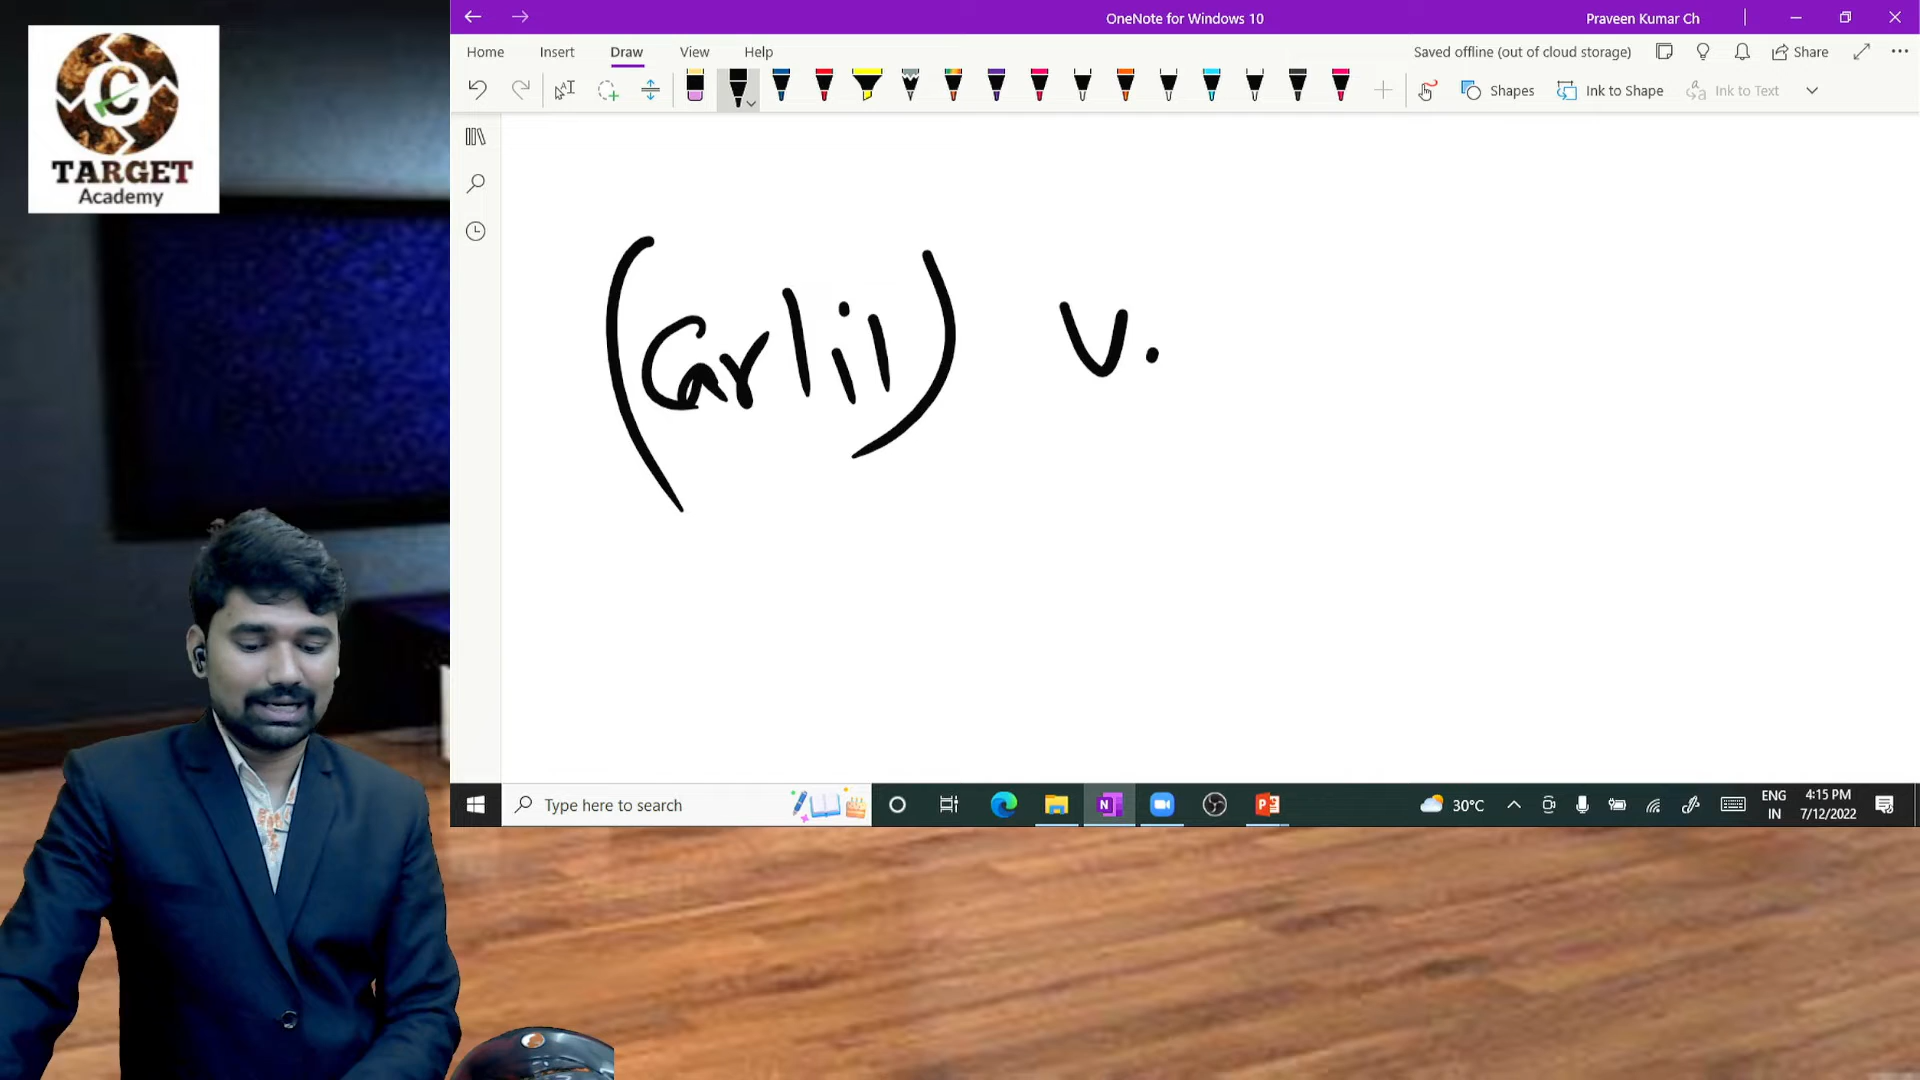 C
TARGET
Academy
OneNote for Windows 10
Praveen Kumar Ch
Home Insert Draw View Help
Saved offline (out of cloud storage)
Share
Shapes
Ink to Shape
Ink to Text
(Carlil) V.
Type here to search
30°C
ENG
IN
4:15 PM
7/12/2022